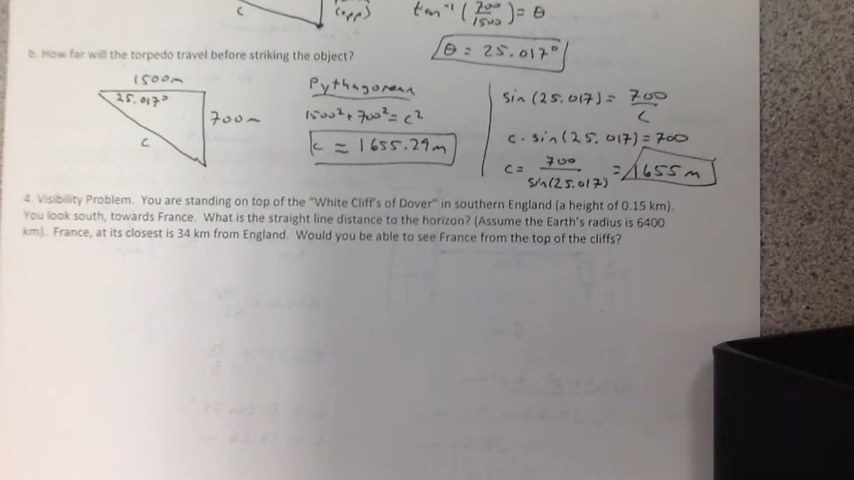 c
(opp)
tan⁻¹ (700/1500) = θ
θ = 25.017°
b. How far will the torpedo travel before striking the object?
1500m
25.017°
700m
c
Pythagorean
1500² + 700² = c²
c ≈ 1655.29m
sin(25.017) = 700/c
c · sin(25.017) = 700
c = 700/sin(25.017) = 1655 m
4. Visibility Problem. You are standing on top of the "White Cliff's of Dover" in southern England (a height of 0.15 km).
You look south, towards France. What is the straight line distance to the horizon? (Assume the Earth's radius is 6400
km). France, at its closest is 34 km from England. Would you be able to see France from the top of the cliffs?